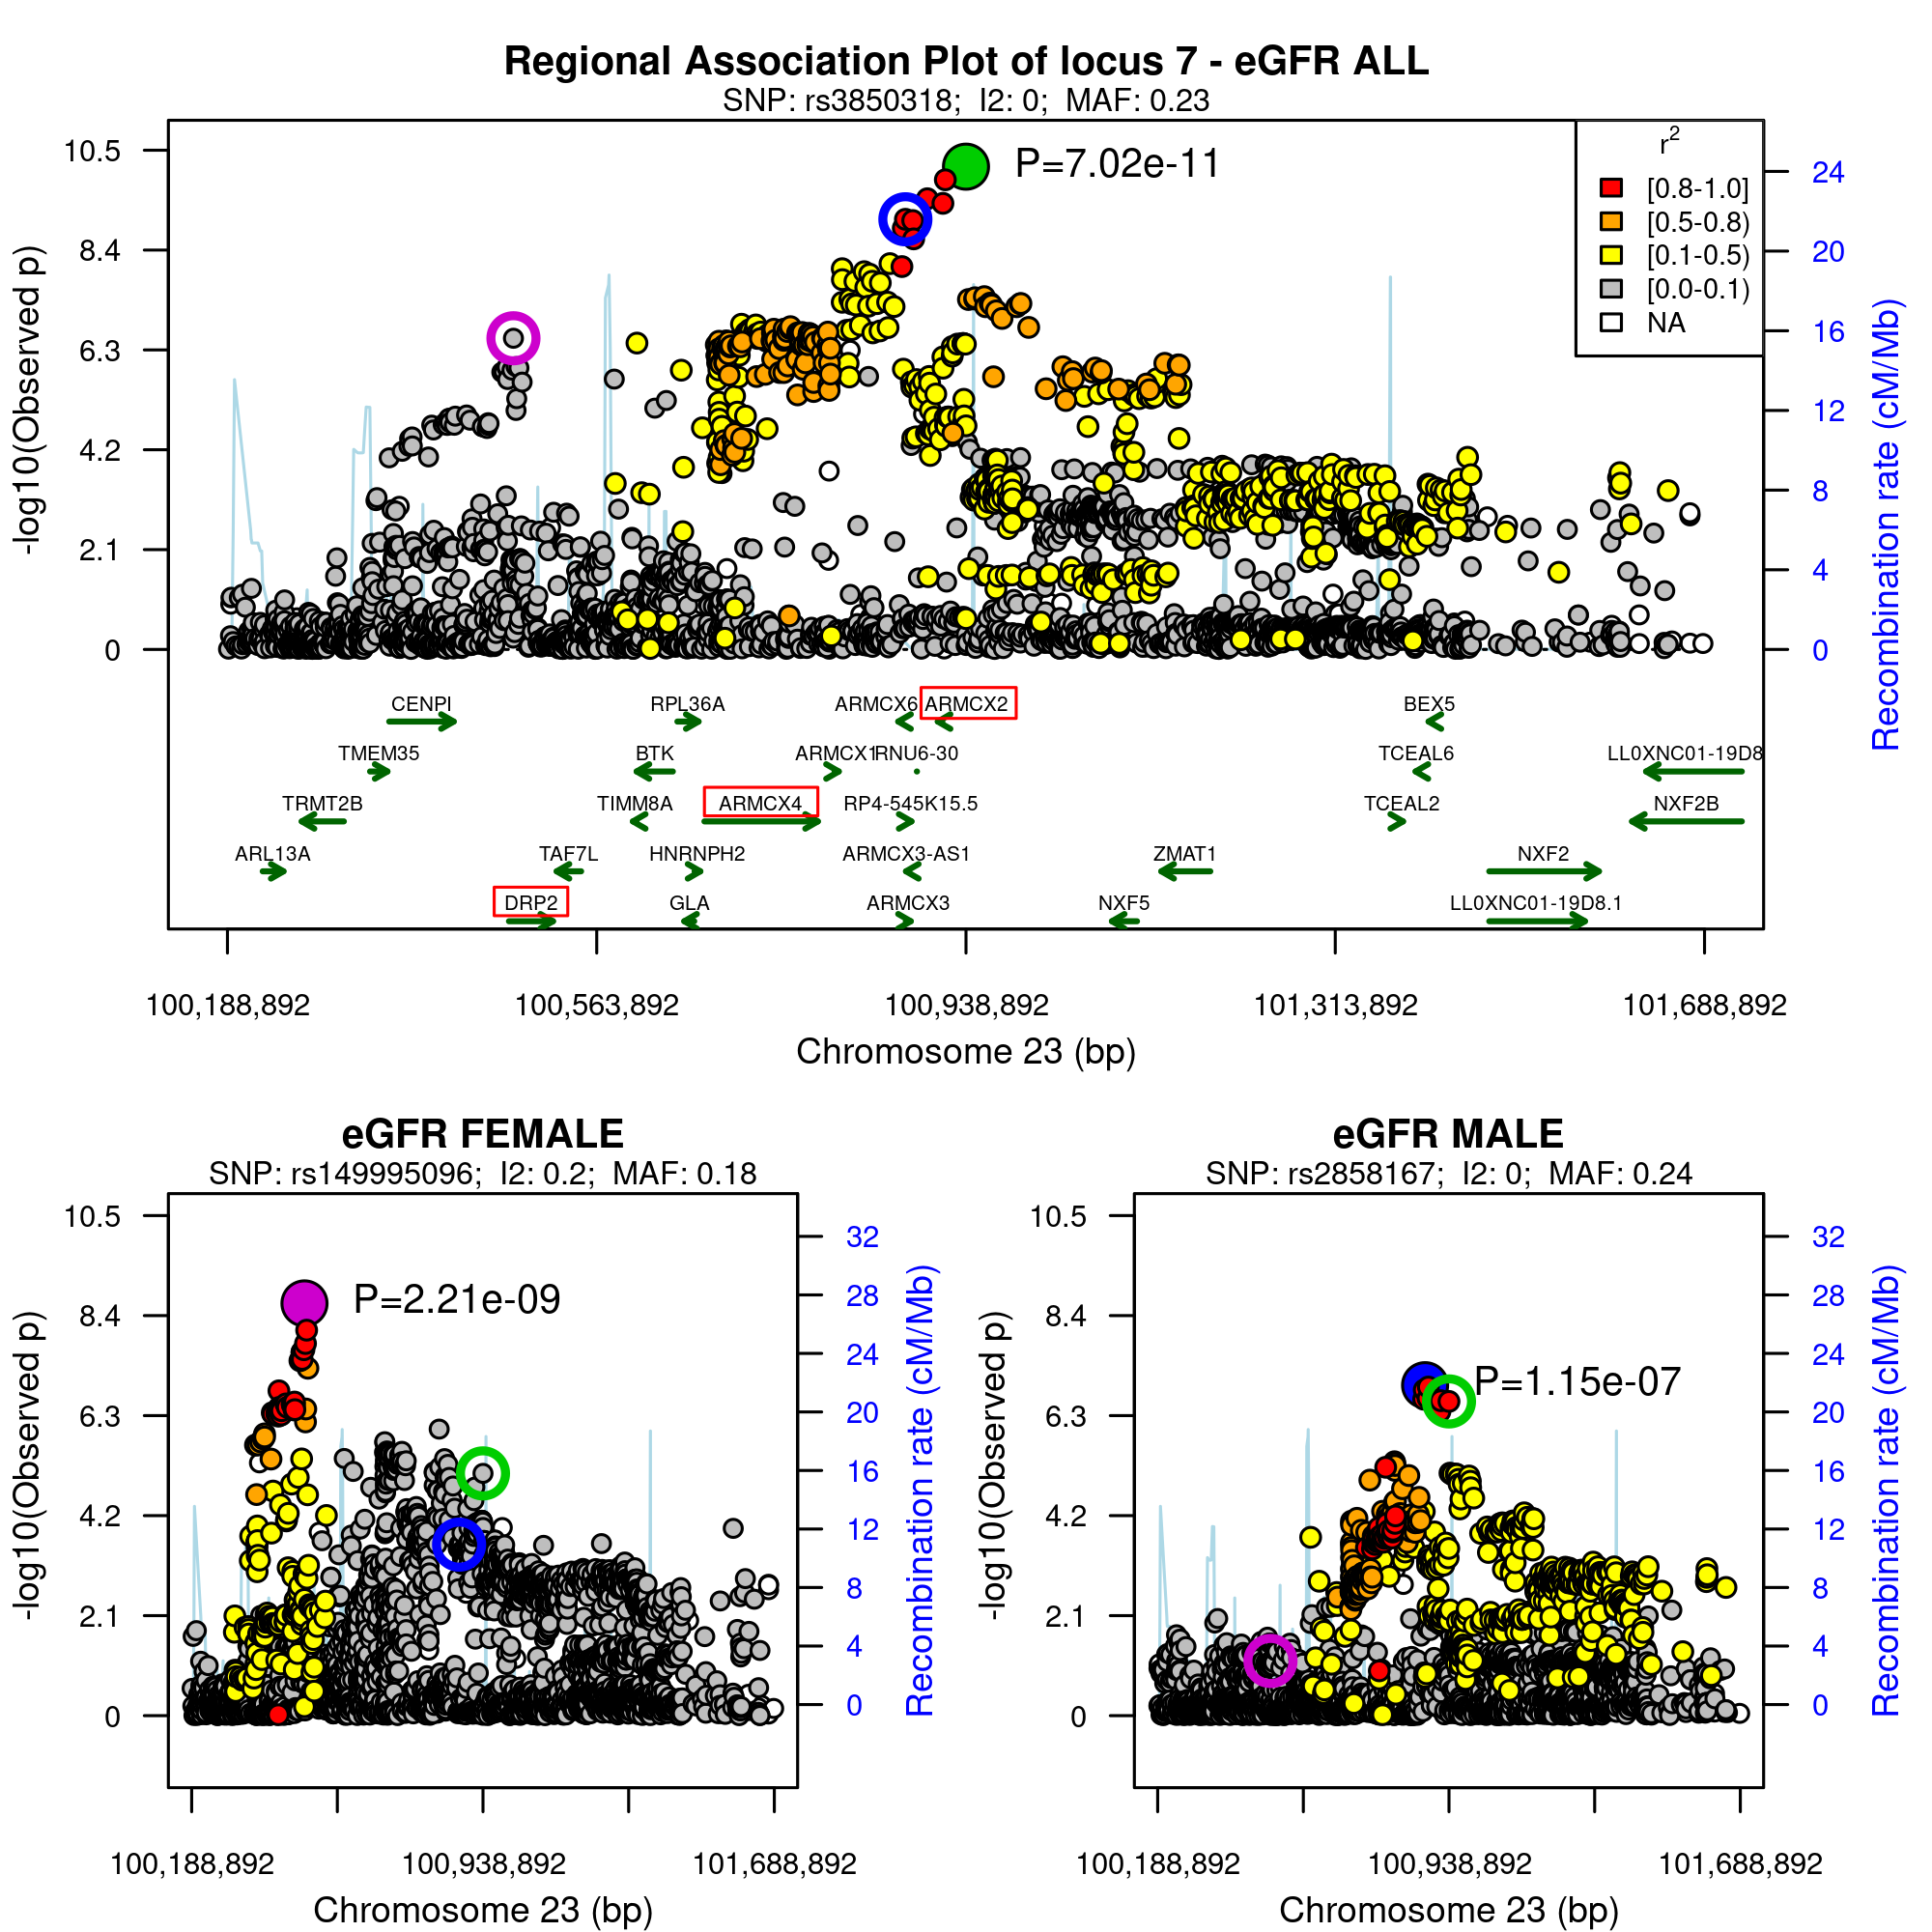 Regional Association Plot of locus 7 - eGFR ALL
SNP: rs3850318;  I2: 0;  MAF: 0.23
-log10(Observed p)
10.5
8.4
6.3
4.2
2.1
0
P=7.02e-11
r2
[0.8-1.0]
[0.5-0.8)
[0.1-0.5)
[0.0-0.1)
NA
24
20
16
12
8
4
0
Recombination rate (cM/Mb)
CENPI RPL36A ARMCX6 ARMCX2 BEX5
TMEM35 BTK ARMCX1 RNU6-30 TCEAL6 LL0XNC01-19D8
TRMT2B TIMM8A ARMCX4 RP4-545K15.5 TCEAL2 NXF2B
ARL13A TAF7L HNRNPH2 ARMCX3-AS1 ZMAT1 NXF2
DRP2 GLA ARMCX3 NXF5 LL0XNC01-19D8.1
100,188,892 100,563,892 100,938,892 101,313,892 101,688,892
Chromosome 23 (bp)
eGFR FEMALE
SNP: rs149995096;  I2: 0.2;  MAF: 0.18
-log10(Observed p)
10.5
8.4
6.3
4.2
2.1
0
P=2.21e-09
32
28
24
20
16
12
8
4
0
Recombination rate (cM/Mb)
100,188,892 100,938,892 101,688,892
Chromosome 23 (bp)
eGFR MALE
SNP: rs2858167;  I2: 0;  MAF: 0.24
-log10(Observed p)
10.5
8.4
6.3
4.2
2.1
0
P=1.15e-07
32
28
24
20
16
12
8
4
0
Recombination rate (cM/Mb)
100,188,892 100,938,892 101,688,892
Chromosome 23 (bp)